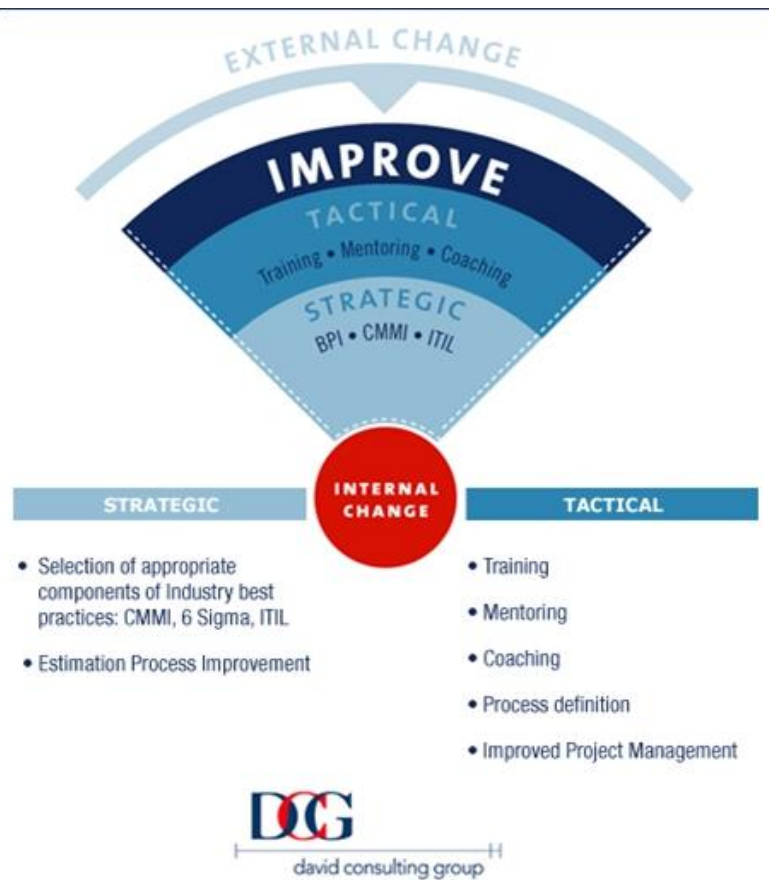 EXTERNAL CHANGE
IMPROVE
TACTICAL
Training • Mentoring • Coaching
STRATEGIC
BPI • CMMI • ITIL
INTERNAL
CHANGE
STRATEGIC
• Selection of appropriate
components of Industry best
practices: CMMI, 6 Sigma, ITIL
• Estimation Process Improvement
TACTICAL
• Training
• Mentoring
• Coaching
• Process definition
• Improved Project Management
DCG
david consulting group